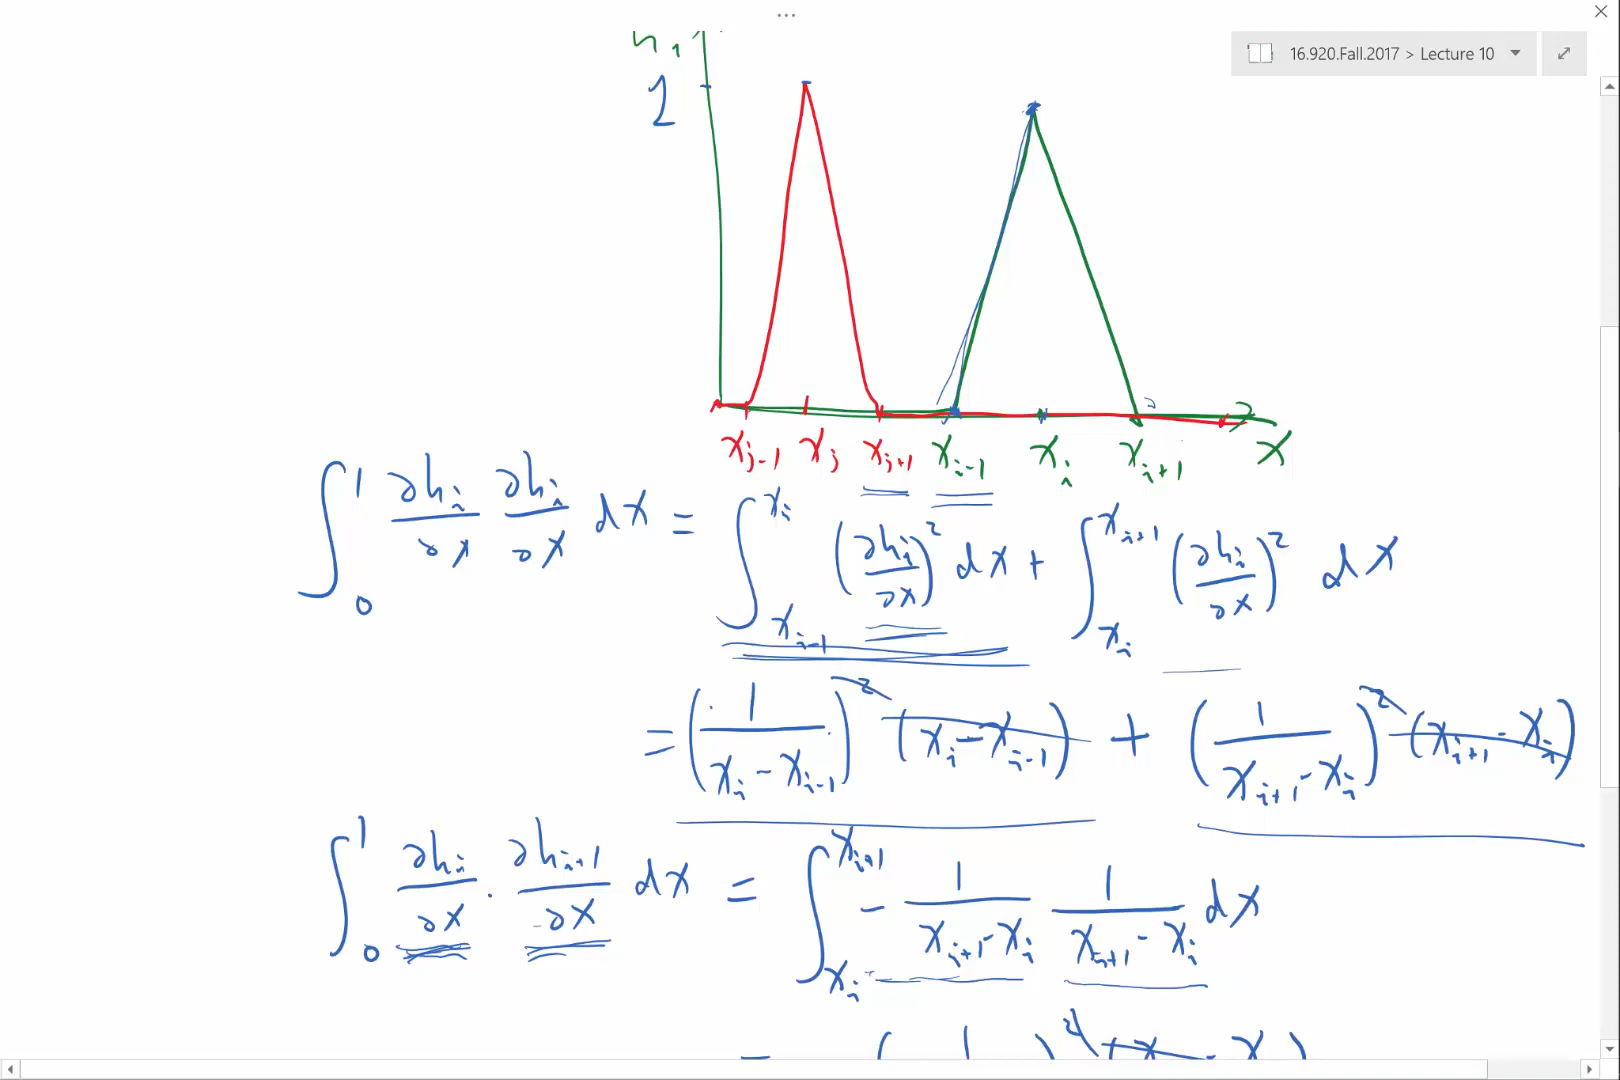 16.920.Fall.2017 > Lecture 10
h_i
1
x_{j-1} x_j x_{j+1} x_{i-1} x_i x_{i+1} x
∫_0^1 ∂h_i/∂x ∂h_i/∂x dx = ∫_{x_{i-1}}^{x_i} (∂h_i/∂x)^2 dx + ∫_{x_i}^{x_{i+1}} (∂h_i/∂x)^2 dx
= (1/(x_i - x_{i-1}))^2 (x_i - x_{i-1}) + (1/(x_{i+1} - x_i))^2 (x_{i+1} - x_i)
∫_0^1 ∂h_i/∂x · ∂h_{i+1}/∂x dx = ∫_{x_i}^{x_{i+1}} - 1/(x_{i+1} - x_i) 1/(x_{i+1} - x_i) dx